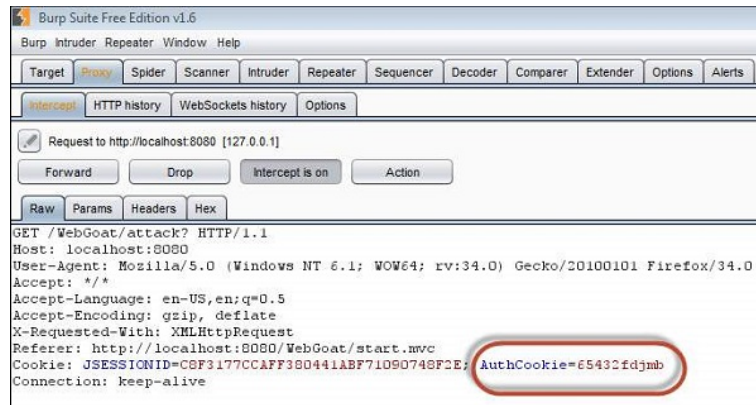 Burp Suite Free Edition v1.6
Burp Intruder Repeater Window Help
Target Proxy Spider Scanner Intruder Repeater Sequencer Decoder Comparer Extender Options Alerts
Intercept HTTP history WebSockets history Options
Request to http://localhost:8080 [127.0.0.1]
Forward Drop Intercept is on Action
Raw Params Headers Hex
GET /WebGoat/attack? HTTP/1.1
Host: localhost:8080
User-Agent: Mozilla/5.0 (Windows NT 6.1; WOW64; rv:34.0) Gecko/20100101 Firefox/34.0
Accept: */*
Accept-Language: en-US,en;q=0.5
Accept-Encoding: gzip, deflate
X-Requested-With: XMLHttpRequest
Referer: http://localhost:8080/WebGoat/start.mvc
Cookie: JSESSIONID=C8F3177CCAFF380441ABF71090748F2E; AuthCookie=65432fdjmb
Connection: keep-alive